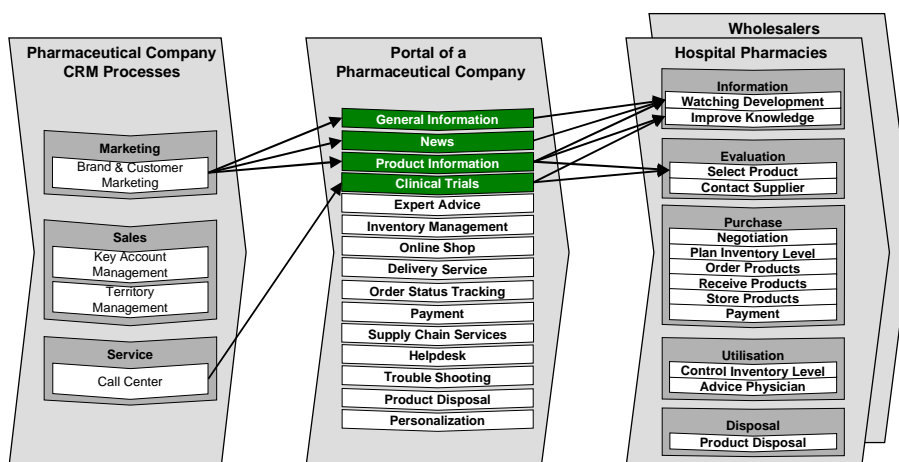 Pharmaceutical Company
CRM Processes
Marketing
Brand & Customer
Marketing
Sales
Key Account
Management
Territory
Management
Service
Call Center
Portal of a
Pharmaceutical Company
General Information
News
Product Information
Clinical Trials
Expert Advice
Inventory Management
Online Shop
Delivery Service
Order Status Tracking
Payment
Supply Chain Services
Helpdesk
Trouble Shooting
Product Disposal
Personalization
Wholesalers
Hospital Pharmacies
Information
Watching Development
Improve Knowledge
Evaluation
Select Product
Contact Supplier
Purchase
Negotiation
Plan Inventory Level
Order Products
Receive Products
Store Products
Payment
Utilisation
Control Inventory Level
Advice Physician
Disposal
Product Disposal